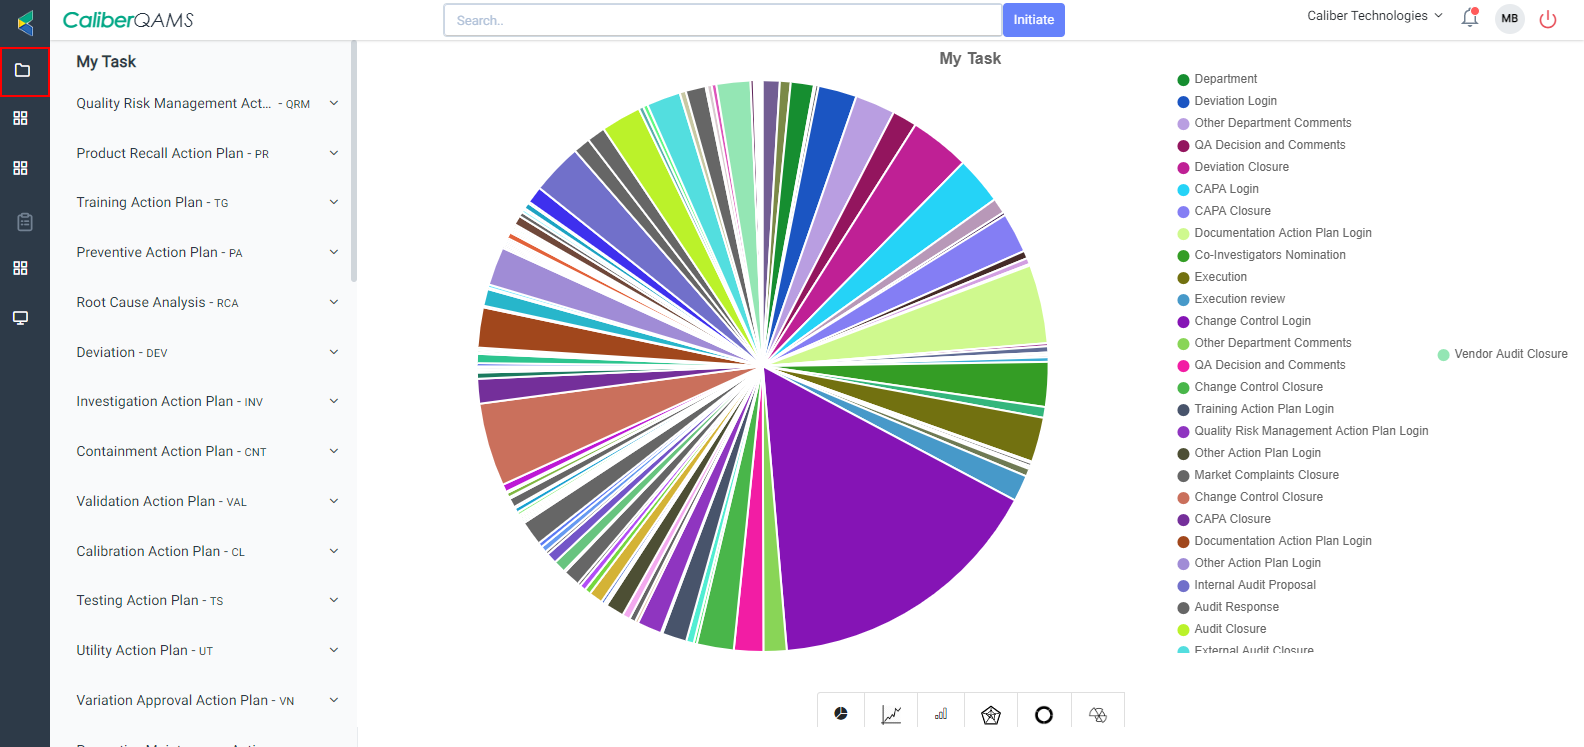 CaliberQAMS
Search..
Initiate
Caliber Technologies
MB
My Task
Quality Risk Management Act... - QRM
Product Recall Action Plan - PR
Training Action Plan - TG
Preventive Action Plan - PA
Root Cause Analysis - RCA
Deviation - DEV
Investigation Action Plan - INV
Containment Action Plan - CNT
Validation Action Plan - VAL
Calibration Action Plan - CL
Testing Action Plan - TS
Utility Action Plan - UT
Variation Approval Action Plan - VN
My Task
Department
Deviation Login
Other Department Comments
QA Decision and Comments
Deviation Closure
CAPA Login
CAPA Closure
Documentation Action Plan Login
Co-Investigators Nomination
Execution
Execution review
Change Control Login
Other Department Comments
QA Decision and Comments
Change Control Closure
Training Action Plan Login
Quality Risk Management Action Plan Login
Other Action Plan Login
Market Complaints Closure
Change Control Closure
CAPA Closure
Documentation Action Plan Login
Other Action Plan Login
Internal Audit Proposal
Audit Response
Audit Closure
External Audit Closure
Vendor Audit Closure